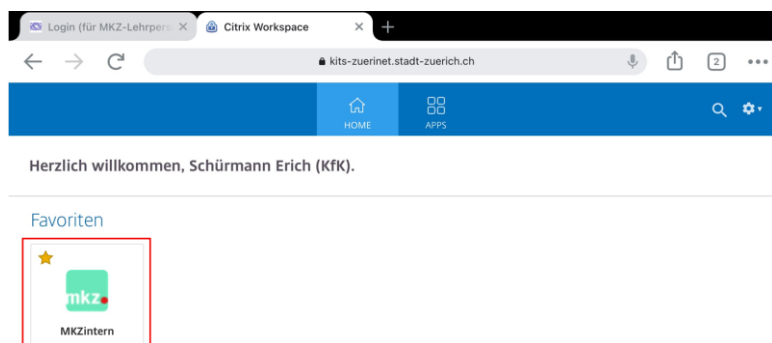 Login (für MKZ-Lehrpers
Citrix Workspace
kits-zuerinet.stadt-zuerich.ch
2
HOME
APPS
Herzlich willkommen, Schürmann Erich (KfK).
Favoriten
mkz
MKZintern